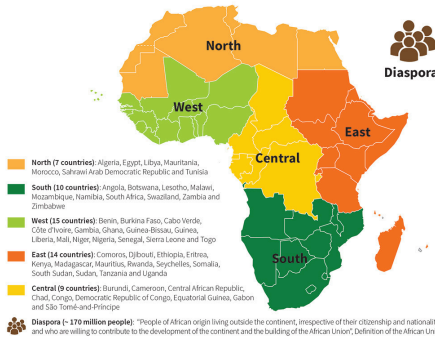 North
Diaspora
West
East
Central
South
North (7 countries): Algeria, Egypt, Libya, Mauritania,
Morocco, Sahrawi Arab Democratic Republic and Tunisia
South (10 countries): Angola, Botswana, Lesotho, Malawi,
Mozambique, Namibia, South Africa, Swaziland, Zambia and
Zimbabwe
West (15 countries): Benin, Burkina Faso, Cabo Verde,
Côte d'Ivoire, Gambia, Ghana, Guinea-Bissau, Guinea,
Liberia, Mali, Niger, Nigeria, Senegal, Sierra Leone and Togo
East (14 countries): Comoros, Djibouti, Ethiopia, Eritrea,
Kenya, Madagascar, Mauritius, Rwanda, Seychelles, Somalia,
South Sudan, Sudan, Tanzania and Uganda
Central (9 countries): Burundi, Cameroon, Central African Republic,
Chad, Congo, Democratic Republic of Congo, Equatorial Guinea, Gabon
and São Tomé-and-Principe
Diaspora (~ 170 million people): "People of African origin living outside the continent, irrespective of their citizenship and
and who are willing to contribute to the development of the continent and the building of the African Union", Definition of the African